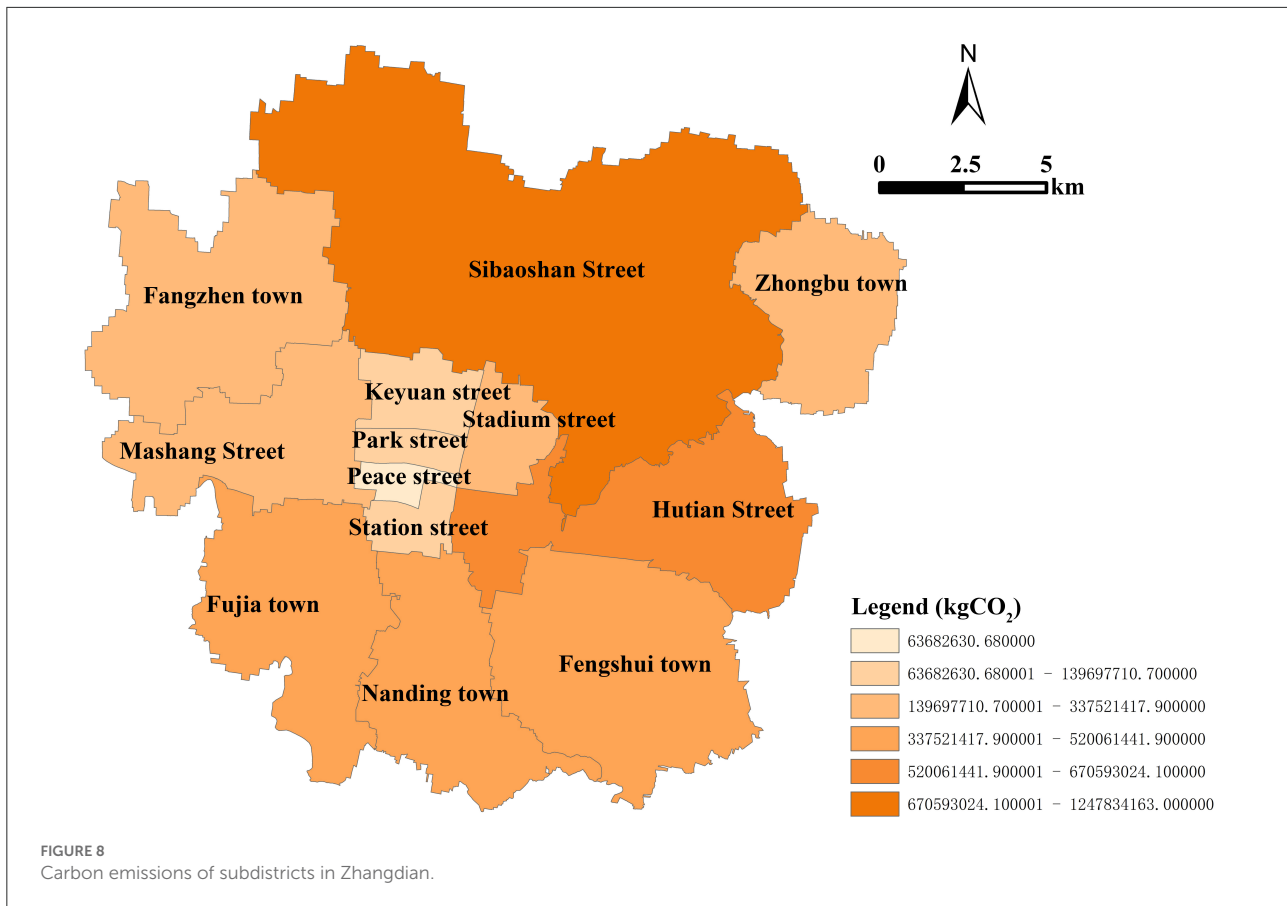 N
0 2.5 5
km
Sibaoshan Street
Zhongbu town
Fangzhen town
Keyuan street
Stadium street
Park street
Mashang Street
Peace street
Hutian Street
Station street
Fujia town
Fengshui town
Nanding town
Legend (kgCO₂)
63682630.680000
63682630.680001 - 139697710.700000
139697710.700001 - 337521417.900000
337521417.900001 - 520061441.900000
520061441.900001 - 670593024.100000
670593024.100001 - 1247834163.000000
FIGURE 8
Carbon emissions of subdistricts in Zhangdian.